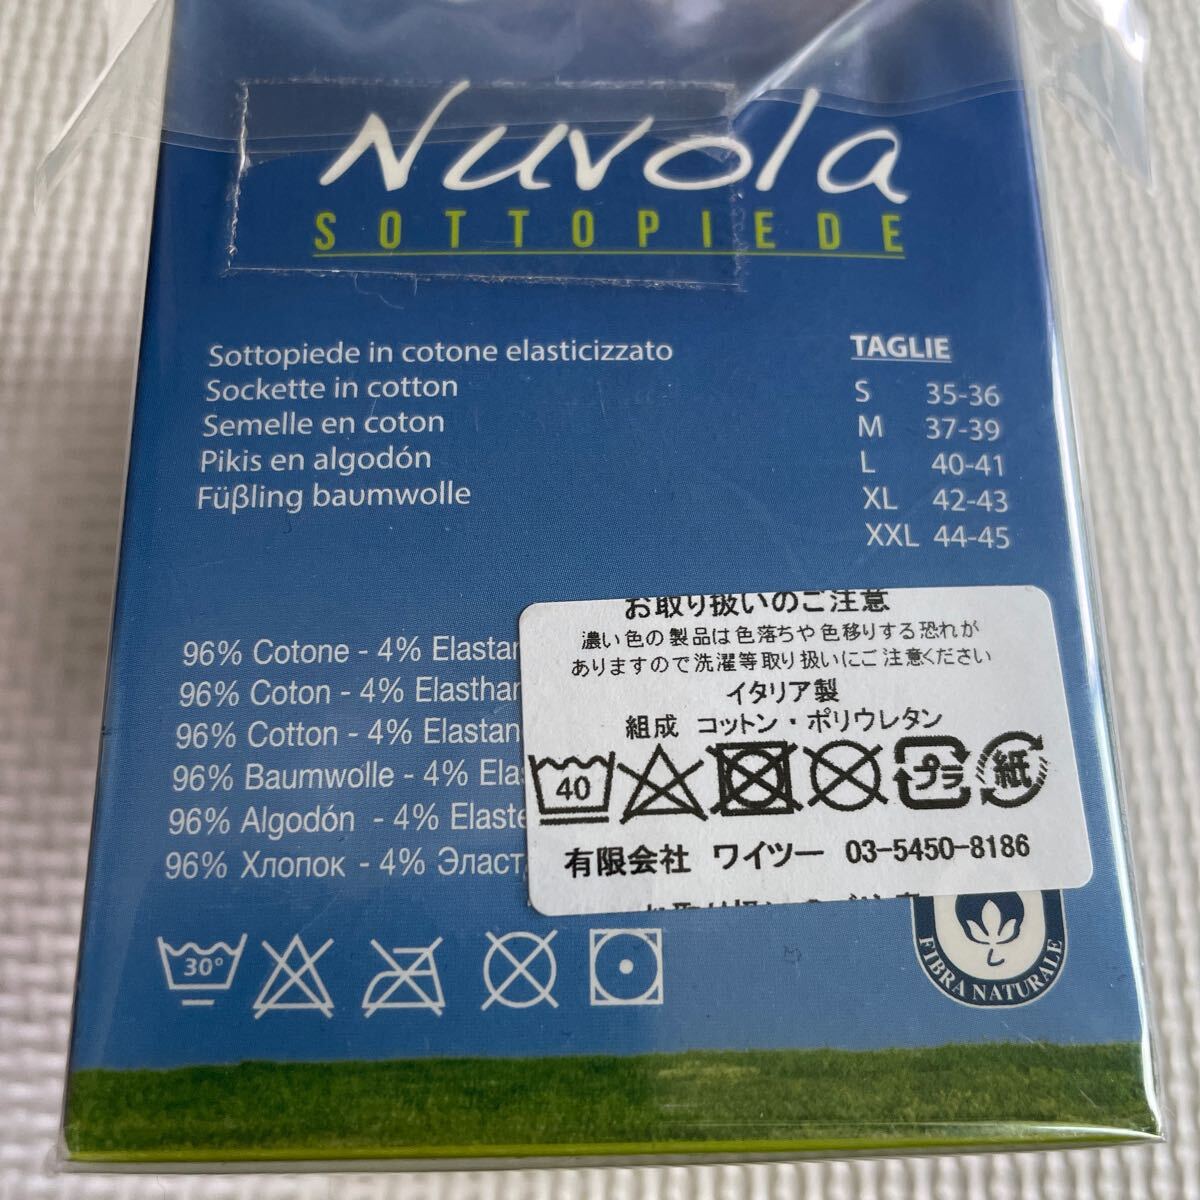 Nuvola
SOTTOPIEDE
Sottopiede in cotone elasticizzato
Sockette in cotton
Semelle en coton
Pikis en algodón
Füβling baumwolle
TAGLIE
S 35-36
M 37-39
L 40-41
XL 42-43
XXL 44-45
96% Cotone - 4% Elastan
96% Coton - 4% Elasthan
96% Cotton - 4% Elastan
96% Baumwolle - 4% Elas
96% Algodón - 4% Elaste
96% Хлопок - 4% Эласт
お取り扱いのご注意
濃い色の製品は色落ちや色移りする恐れが
ありますので洗濯等取り扱いにご注意ください
イタリア製
組成 コットン・ポリウレタン
40 プラ 紙
有限会社 ワイツー 03-5450-8186
30°
FIBRA NATURALE